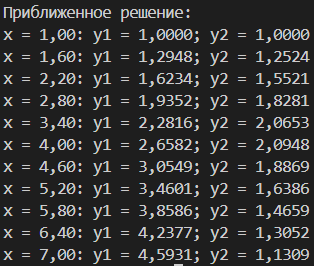 Приближенное решение:
x = 1,00: y1 = 1,0000; y2 = 1,0000
x = 1,60: y1 = 1,2948; y2 = 1,2524
x = 2,20: y1 = 1,6234; y2 = 1,5521
x = 2,80: y1 = 1,9352; y2 = 1,8281
x = 3,40: y1 = 2,2816; y2 = 2,0653
x = 4,00: y1 = 2,6582; y2 = 2,0948
x = 4,60: y1 = 3,0549; y2 = 1,8869
x = 5,20: y1 = 3,4601; y2 = 1,6386
x = 5,80: y1 = 3,8586; y2 = 1,4659
x = 6,40: y1 = 4,2377; y2 = 1,3052
x = 7,00: y1 = 4,5931; y2 = 1,1309